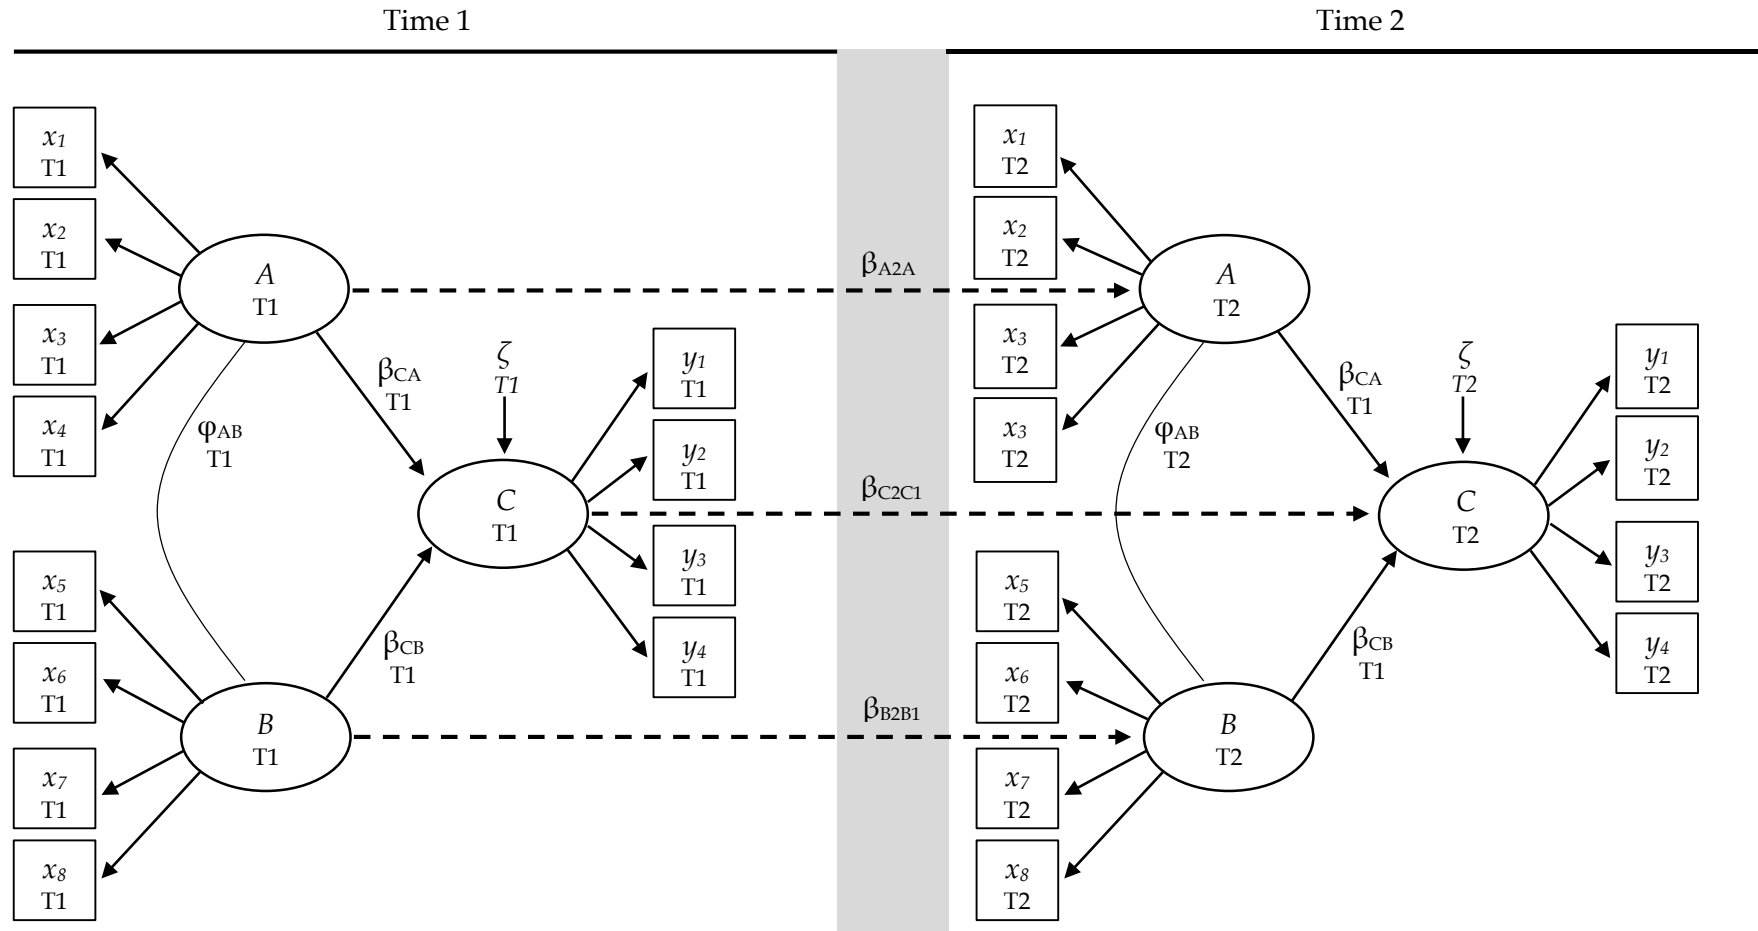 Time 1
Time 2
x1
T1
x2
T1
x3
T1
x4
T1
A
T1
βCA
T1
φAB
T1
ζ
T1
C
T1
y1
T1
y2
T1
y3
T1
y4
T1
x5
T1
x6
T1
x7
T1
x8
T1
B
T1
βCB
T1
βA2A
βC2C1
βB2B1
x1
T2
x2
T2
x3
T2
x3
T2
A
T2
βCA
T1
φAB
T2
ζ
T2
C
T2
y1
T2
y2
T2
y3
T2
y4
T2
x5
T2
x6
T2
x7
T2
x8
T2
B
T2
βCB
T1